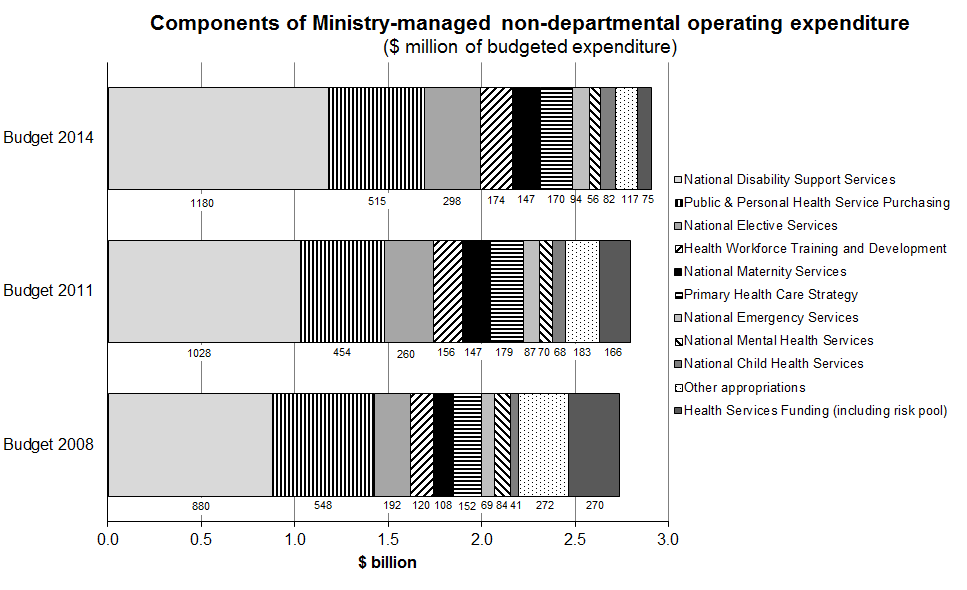 Components of Ministry-managed non-departmental operating expenditure
($ million of budgeted expenditure)
Budget 2014
1180 515 298 174 147 170 94 56 82 117 75
Budget 2011
1028 454 260 156 147 179 87 70 68 183 166
Budget 2008
880 548 192 120 108 152 69 84 41 272 270
0.0 0.5 1.0 1.5 2.0 2.5 3.0
$ billion
National Disability Support Services
Public & Personal Health Service Purchasing
National Elective Services
Health Workforce Training and Development
National Maternity Services
Primary Health Care Strategy
National Emergency Services
National Mental Health Services
National Child Health Services
Other appropriations
Health Services Funding (including risk pool)